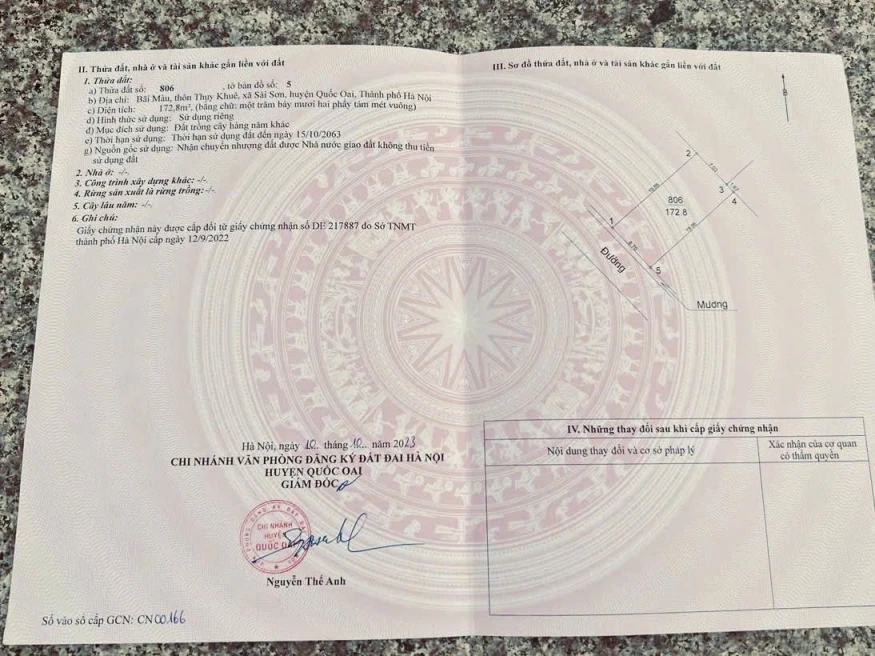 II. Thửa đất, nhà ở và tài sản khác gắn liền với đất
1. Thửa đất:
a) Thửa đất số: 806 , tờ bản đồ số: 5
b) Địa chỉ: Bãi Màu, thôn Thụy Khuê, xã Sài Sơn, huyện Quốc Oai, Thành phố Hà Nội
c) Diện tích: 172,8m², (bằng chữ: một trăm bảy mươi hai phẩy tám mét vuông)
d) Hình thức sử dụng: Sử dụng riêng
đ) Mục đích sử dụng: Đất trồng cây hàng năm khác
e) Thời hạn sử dụng: Thời hạn sử dụng đất đến ngày 15/10/2063
g) Nguồn gốc sử dụng: Nhận chuyển nhượng đất được Nhà nước giao đất không thu tiền
sử dụng đất
2. Nhà ở: -/-.
3. Công trình xây dựng khác: -/-.
4. Rừng sản xuất là rừng trồng:-/-.
5. Cây lâu năm: -/-.
6. Ghi chú:
Giấy chứng nhận này được cấp đổi từ giấy chứng nhận số DE 217887 do Sở TNMT
thành phố Hà Nội cấp ngày 12/9/2022
Hà Nội, ngày 10 tháng 10 năm 2023
CHI NHÁNH VĂN PHÒNG ĐĂNG KÝ ĐẤT ĐAI HÀ NỘI
HUYỆN QUỐC OAI
GIÁM ĐỐC
CHI NHÁNH
HUYỆN
QUỐC OAI
Nguyễn Thế Anh
Số vào sổ cấp GCN: CN00166
III. Sơ đồ thửa đất, nhà ở và tài sản khác gắn liền với đất
B
2
3
4
806
172.8
1
8.70
5
Đường
Mương
IV. Những thay đổi sau khi cấp giấy chứng nhận
Nội dung thay đổi và cơ sở pháp lý
Xác nhận của cơ quan
có thẩm quyền